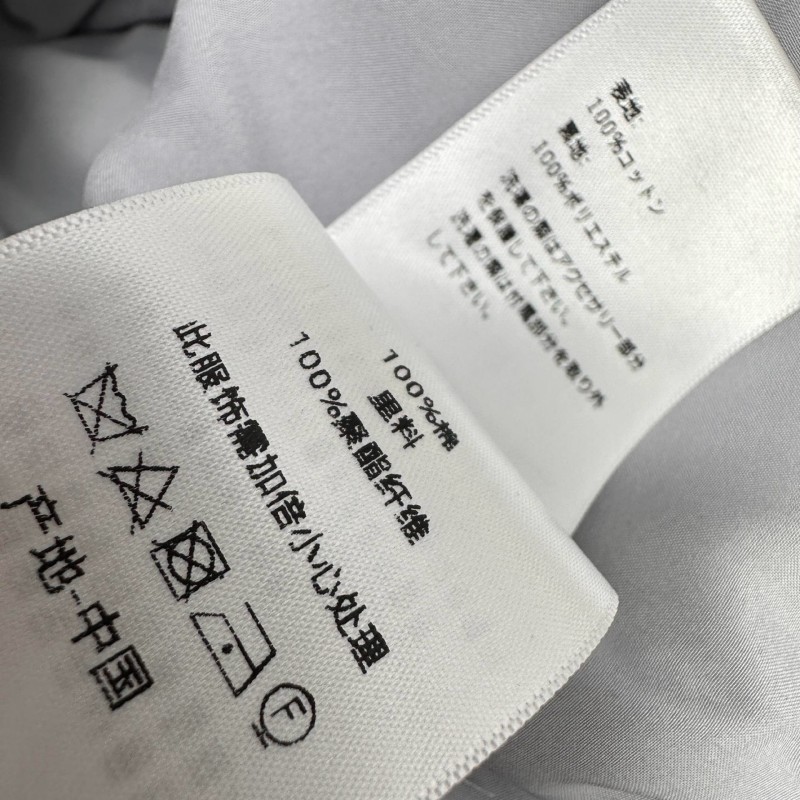 100%棉
里料
100%聚酯纤维
此服饰需加倍小心处理
F
产地:中国
表地:
100%コットン
裏地:
100%ポリエステル
洗濯の際はアクセサリー部分
を保護して下さい。
洗濯の際は付属部分を取り外
して下さい。